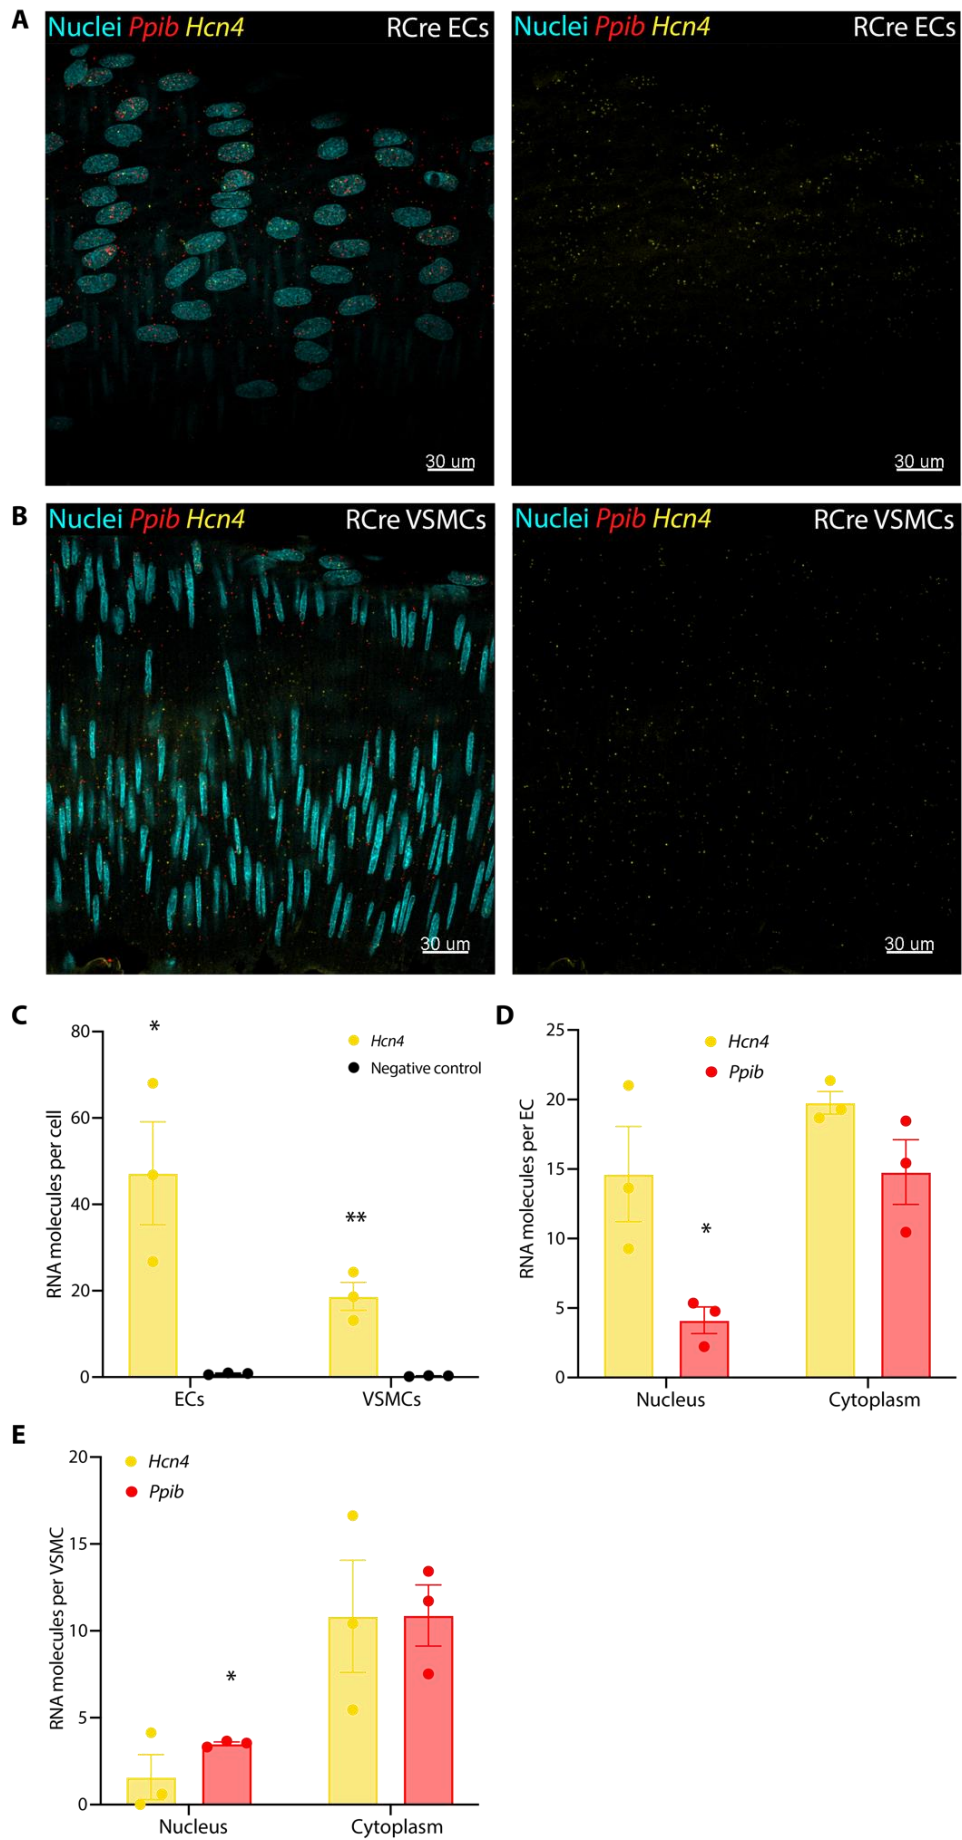 A
Nuclei Ppib Hcn4 RCre ECs
Nuclei Ppib Hcn4 RCre ECs
30 um
30 um
B
Nuclei Ppib Hcn4 RCre VSMCs
Nuclei Ppib Hcn4 RCre VSMCs
30 um
30 um
C
RNA molecules per cell
80
60
40
20
0
*
**
Hcn4
Negative control
ECs
VSMCs
D
RNA molecules per EC
25
20
15
10
5
0
Hcn4
Ppib
*
Nucleus
Cytoplasm
E
RNA molecules per VSMC
20
15
10
5
0
Hcn4
Ppib
*
Nucleus
Cytoplasm